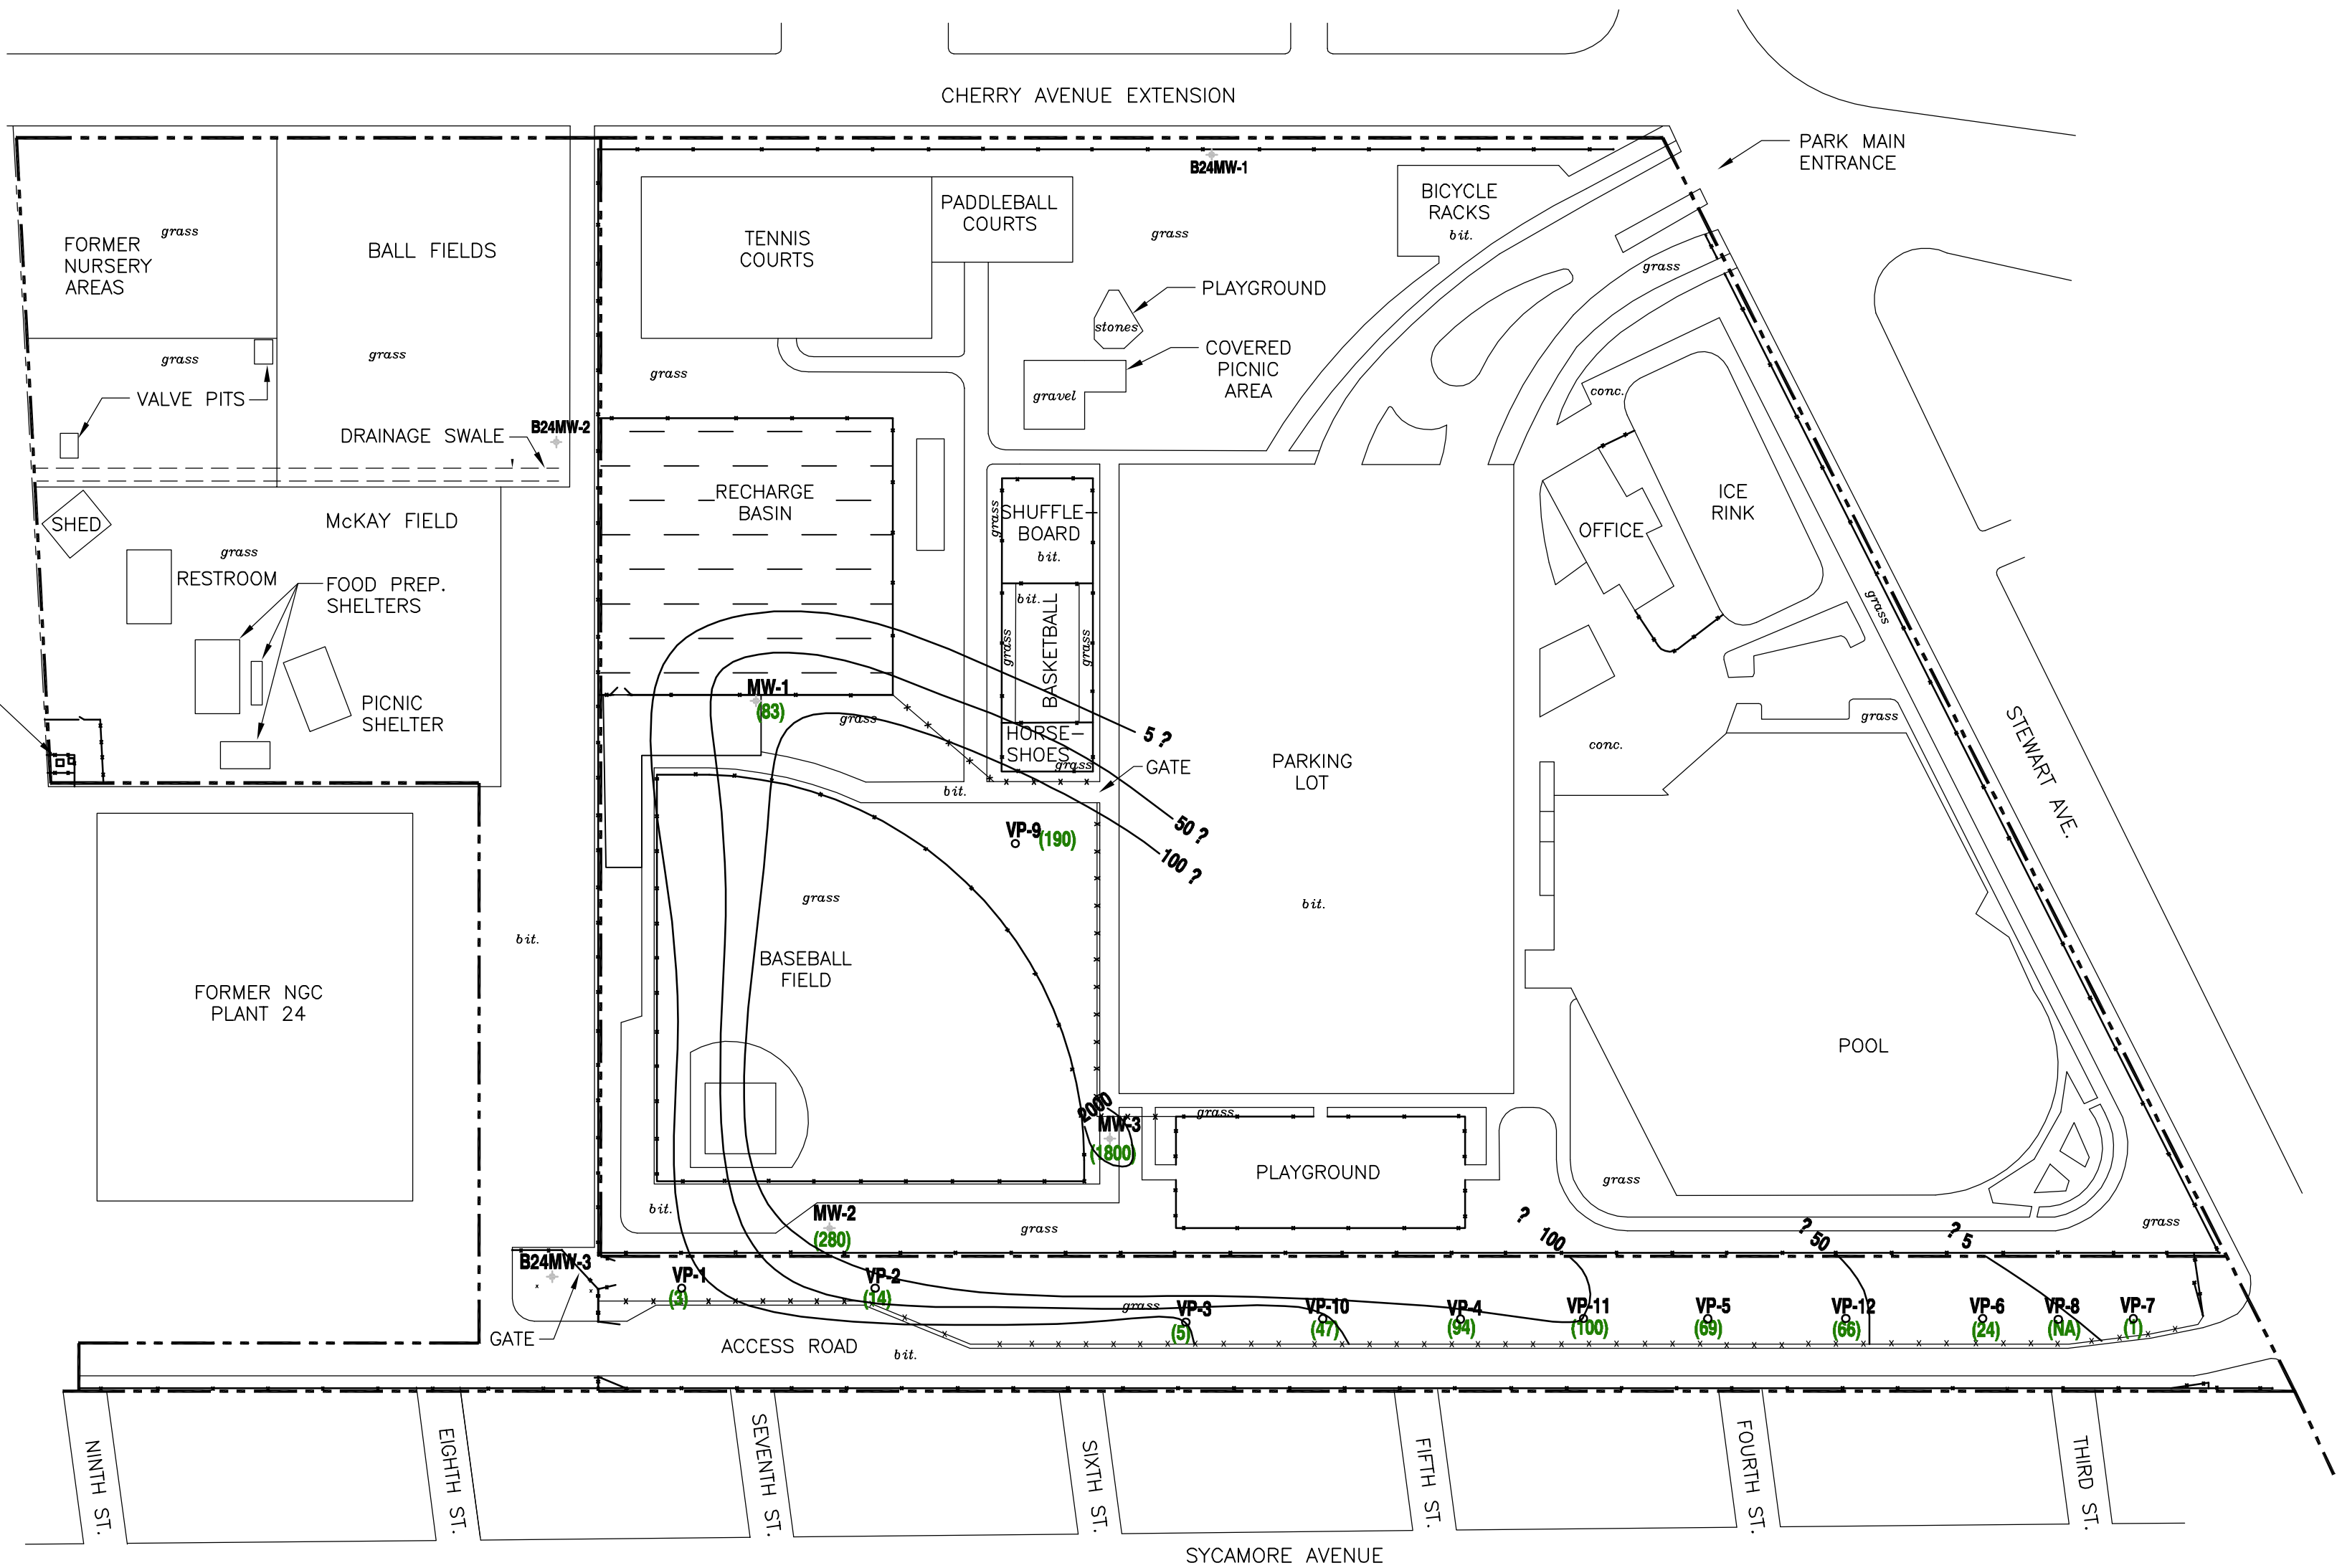 CHERRY AVENUE EXTENSION
PARK MAIN
ENTRANCE
B24MW-1
BICYCLE
RACKS
bit.
PADDLEBALL
COURTS
TENNIS
COURTS
grass
FORMER
NURSERY
AREAS
grass
BALL FIELDS
grass
PLAYGROUND
stones
COVERED
PICNIC
AREA
gravel
grass
grass
grass
VALVE PITS
conc.
B24MW-2
DRAINAGE SWALE
grass
RECHARGE
BASIN
SHUFFLE-
BOARD
bit.
grass
ICE
RINK
OFFICE
SHED
McKAY FIELD
grass
RESTROOM
FOOD PREP.
SHELTERS
bit.
BASKETBALL
grass
grass
grass
PICNIC
SHELTER
MW-1
(83)
grass
HORSE-
SHOES
grass
5 ?
GATE
50 ?
100 ?
PARKING
LOT
bit.
conc.
grass
STEWART AVE.
bit.
VP-9
(190)
grass
BASEBALL
FIELD
bit.
FORMER NGC
PLANT 24
POOL
2000
MW-3
(1800)
grass
PLAYGROUND
grass
grass
bit.
MW-2
(280)
grass
? 100
? 50
? 5
B24MW-3
VP-1
(3)
VP-2
(14)
grass
VP-3
(5)
VP-10
(47)
VP-4
(94)
VP-11
(100)
VP-5
(69)
VP-12
(66)
VP-6
(24)
VP-8
(NA)
VP-7
(1)
GATE
ACCESS ROAD
bit.
NINTH ST.
EIGHTH ST.
SEVENTH ST.
SIXTH ST.
FIFTH ST.
FOURTH ST.
THIRD ST.
SYCAMORE AVENUE